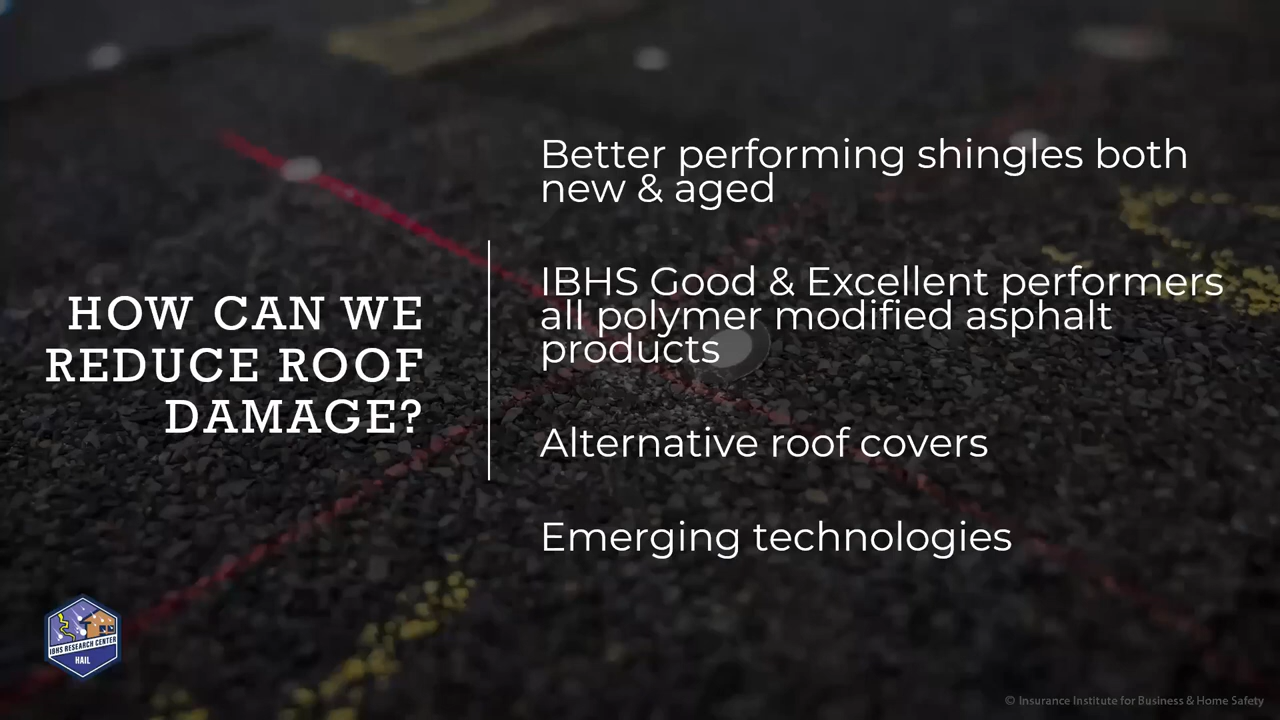 HOW CAN WE
REDUCE ROOF
DAMAGE?
Better performing shingles both
new & aged
IBHS Good & Excellent performers
all polymer modified asphalt
products
Alternative roof covers
Emerging technologies
IBHS RESEARCH CENTER
HAIL
© Insurance Institute for Business & Home Safety